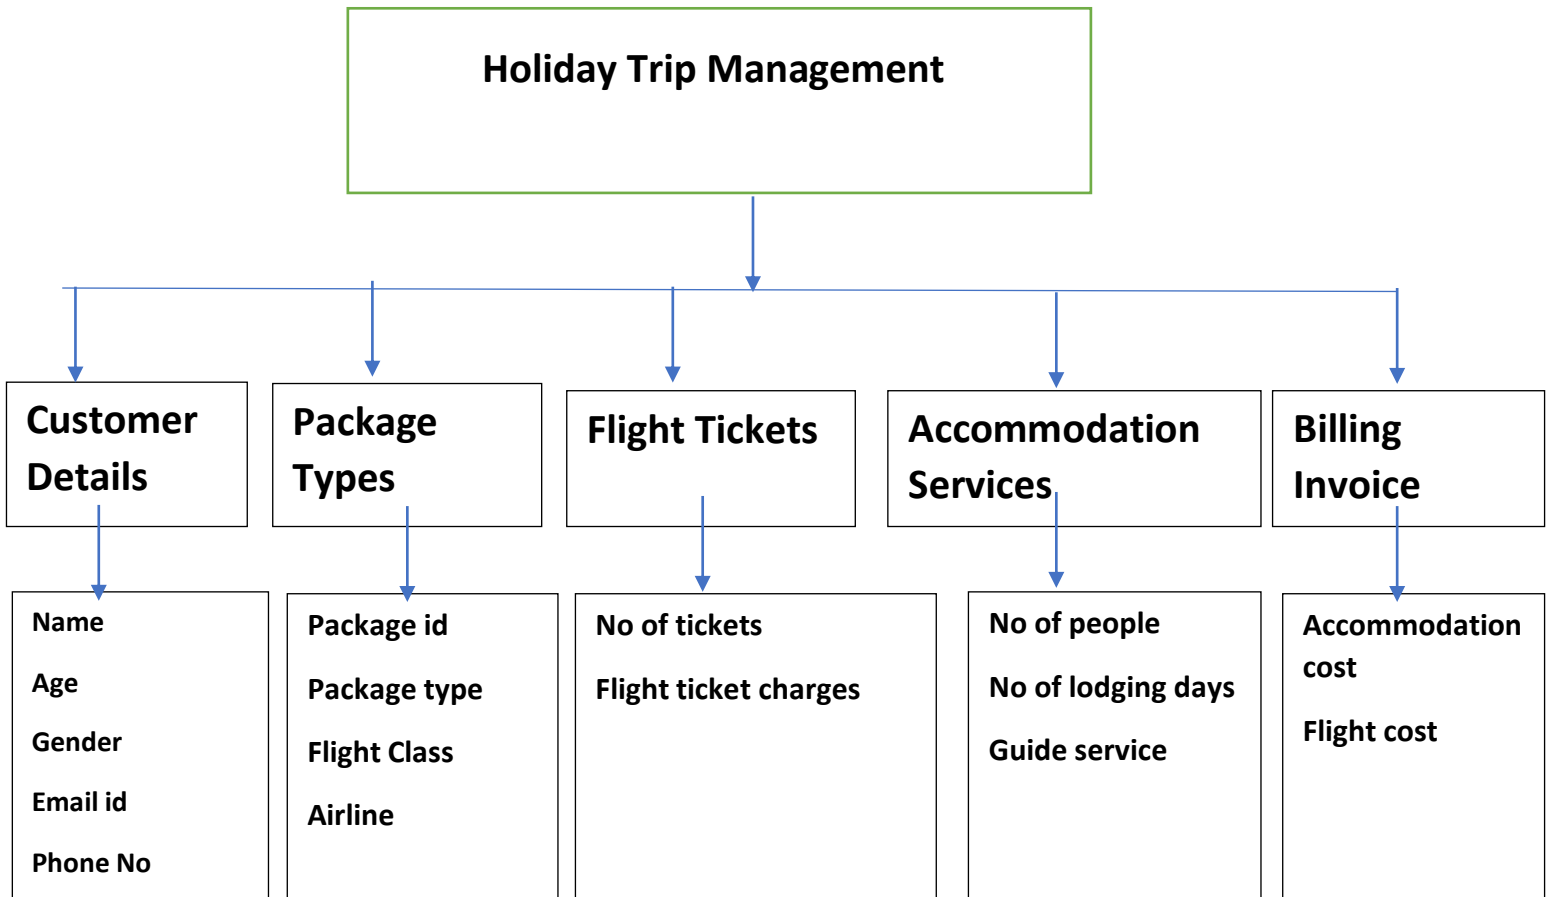 Holiday Trip Management
Customer
Details
Package
Types
Flight Tickets
Accommodation
Services
Billing
Invoice
Name
Age
Gender
Email id
Phone No
Package id
Package type
Flight Class
Airline
No of tickets
Flight ticket charges
No of people
No of lodging days
Guide service
Accommodation
cost
Flight cost